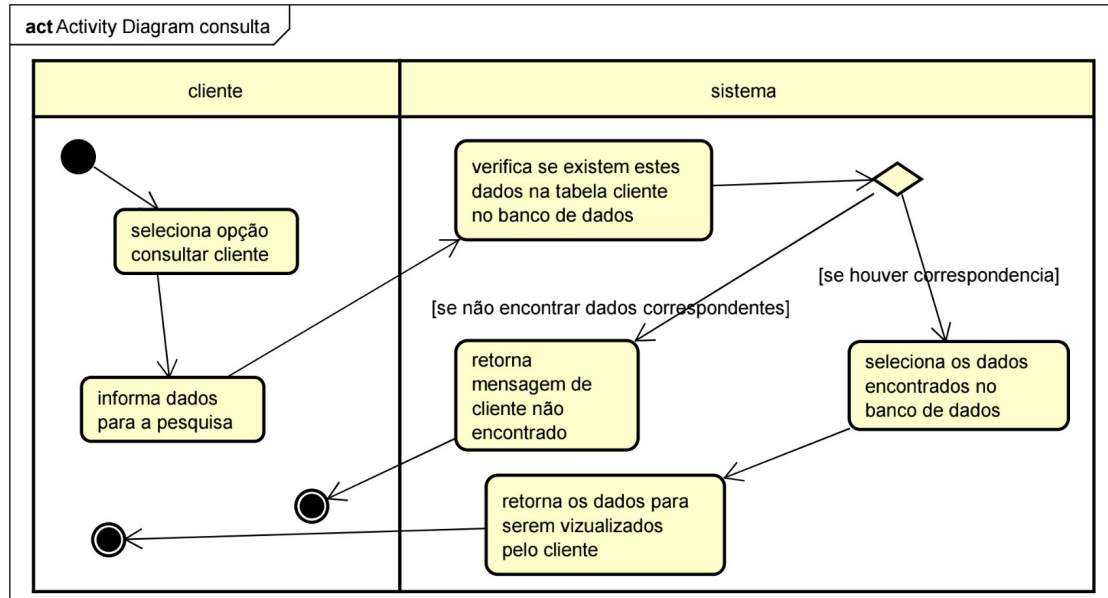 act Activity Diagram consulta
cliente
sistema
seleciona opção
consultar cliente
informa dados
para a pesquisa
verifica se existem estes
dados na tabela cliente
no banco de dados
[se houver correspondencia]
[se não encontrar dados correspondentes]
retorna
mensagem de
cliente não
encontrado
seleciona os dados
encontrados no
banco de dados
retorna os dados para
serem vizualizados
pelo cliente